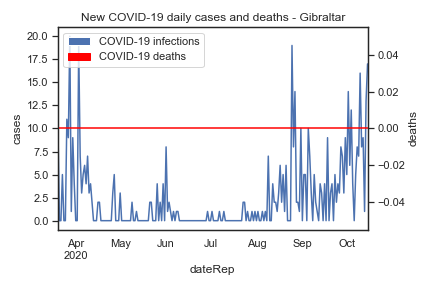 New COVID-19 daily cases and deaths - Gibraltar
COVID-19 infections
COVID-19 deaths
20.0
17.5
15.0
12.5
10.0
7.5
5.0
2.5
0.0
cases
0.04
0.02
0.00
−0.02
−0.04
deaths
Apr May Jun Jul Aug Sep Oct
2020
dateRep